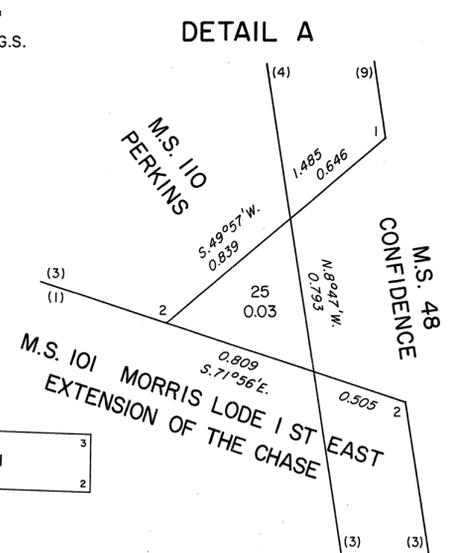 G.S.
DETAIL A
(4)
(9)
M.S. 110
PERKINS
1
1.485
0.646
S.49°57'W.
0.839
M.S. 48
CONFIDENCE
N.8°47'W.
0.793
(3)
(1)
25
0.03
2
0.809
S.71°56'E.
0.505
2
M.S. 101 MORRIS LODE 1 ST EAST
EXTENSION OF THE CHASE
3
2
(3)
(3)